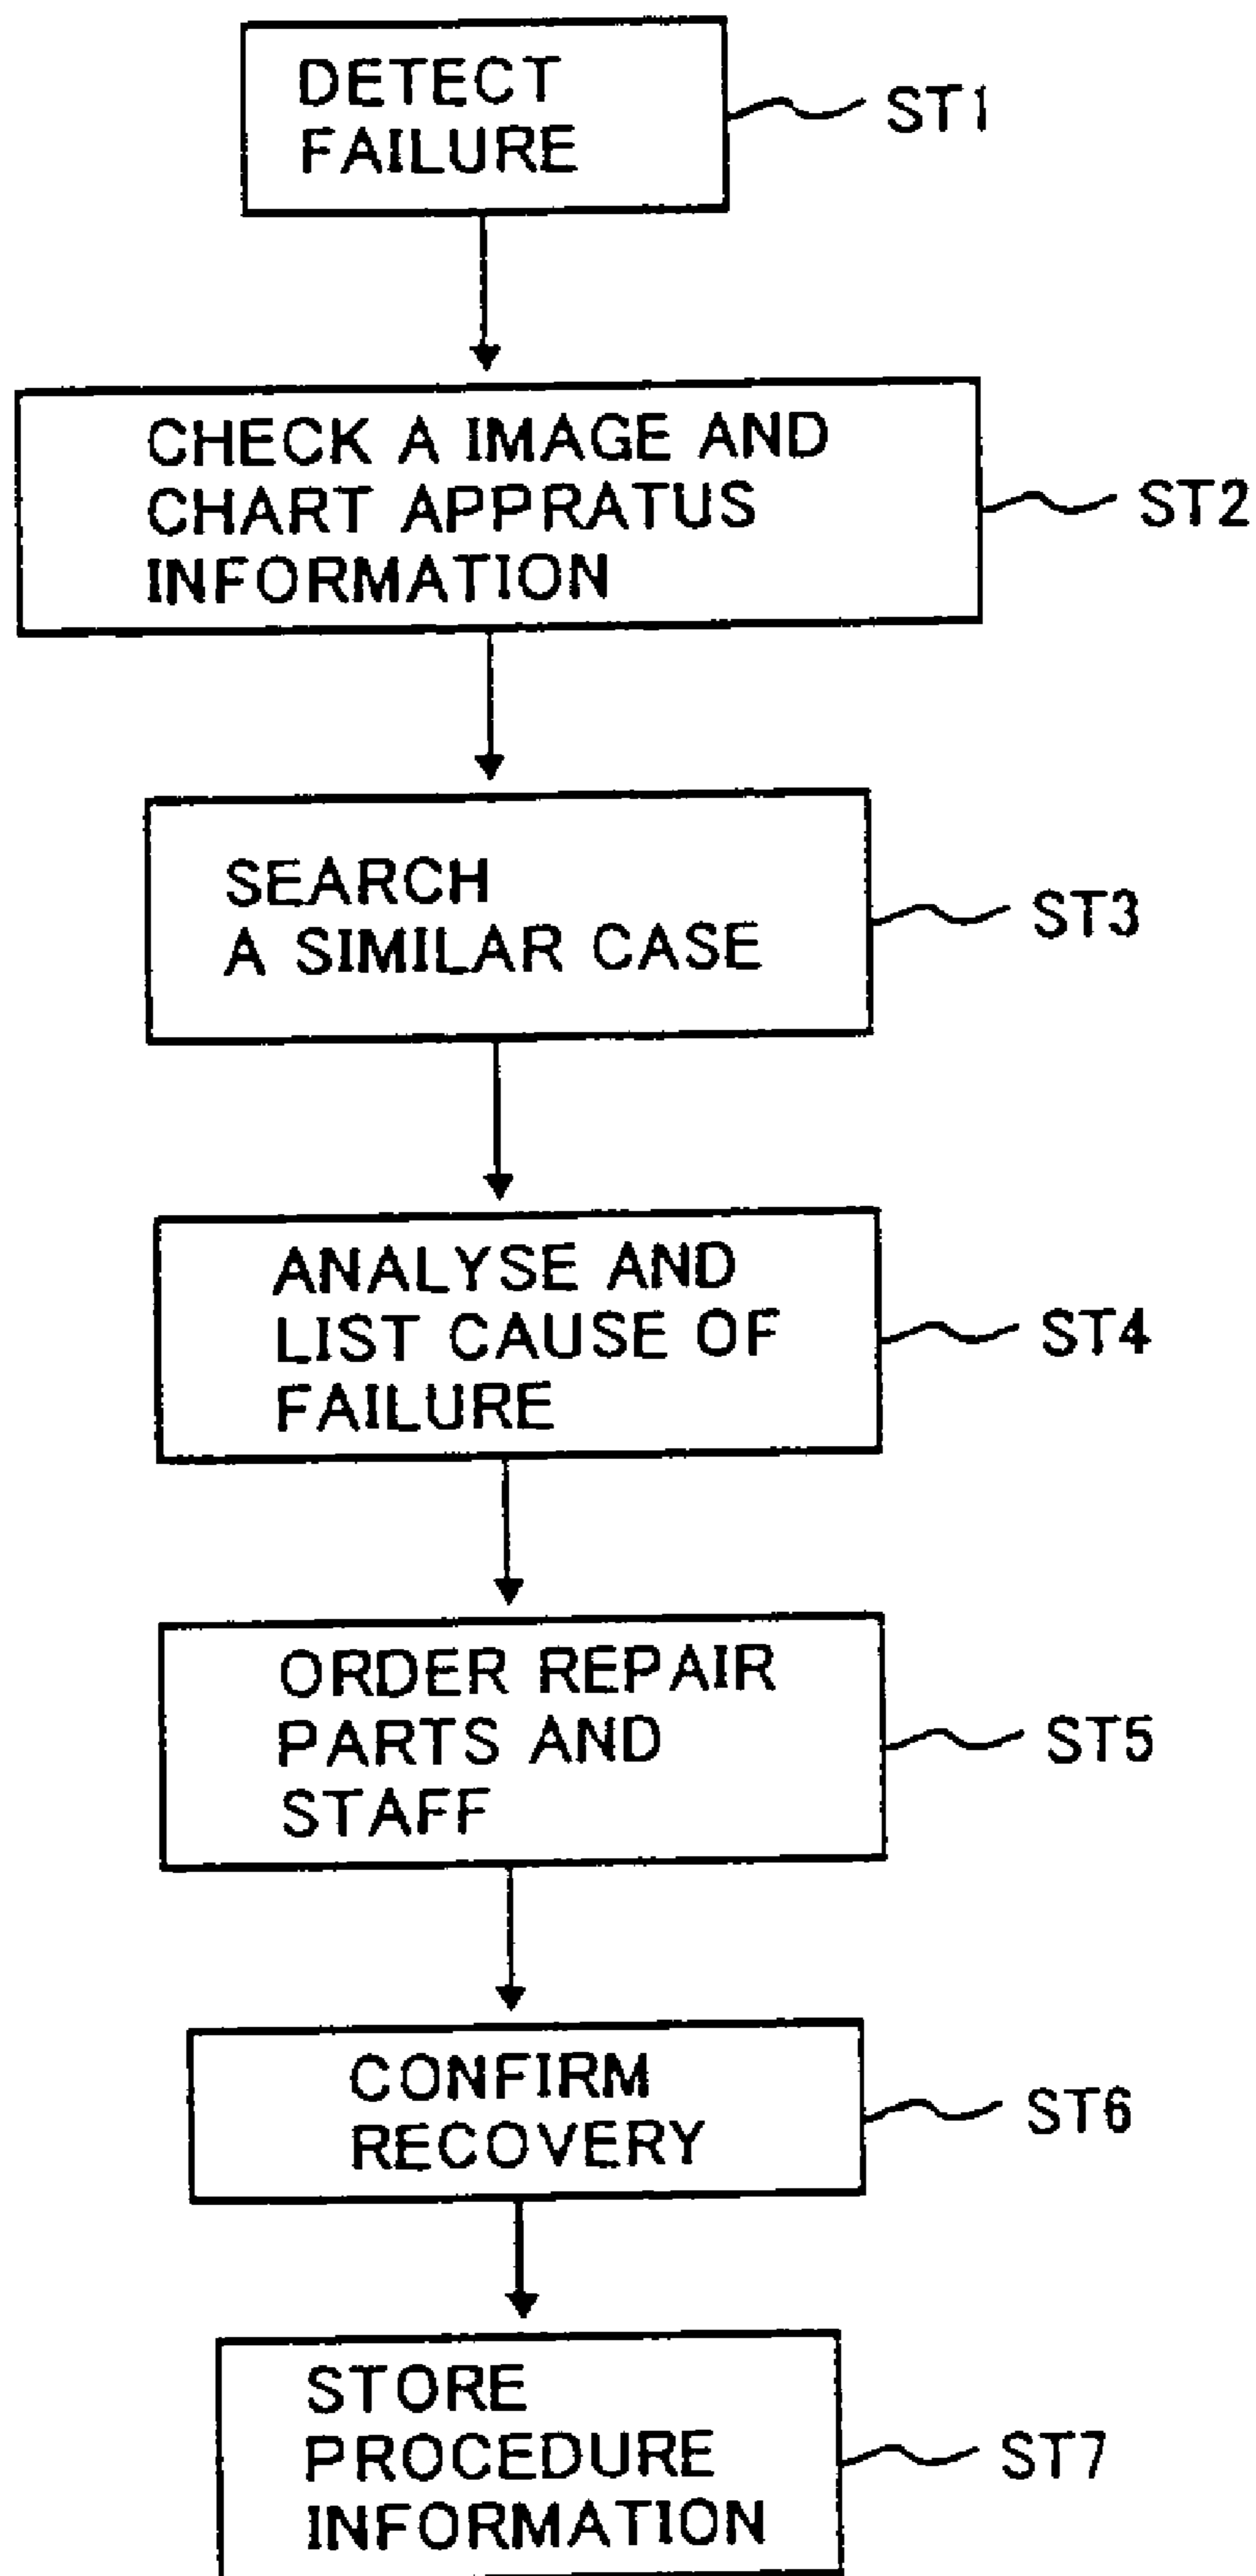 DETECT
FAILURE
ST1
CHECK A IMAGE AND
CHART APPRATUS
INFORMATION
ST2
SEARCH
A SIMILAR CASE
ST3
ANALYSE AND
LIST CAUSE OF
FAILURE
ST4
ORDER REPAIR
PARTS AND
STAFF
ST5
CONFIRM
RECOVERY
ST6
STORE
PROCEDURE
INFORMATION
ST7